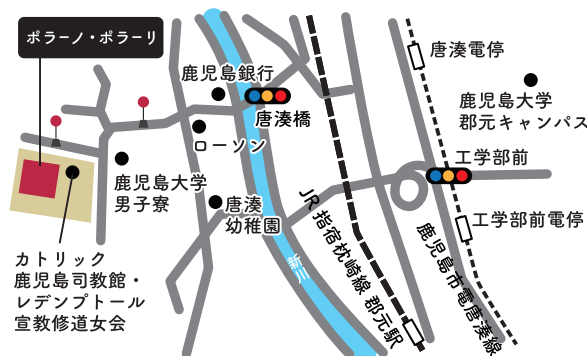 ポラーノ・ポラーリ
唐湊電停
鹿児島銀行
鹿児島大学
郡元キャンパス
唐湊橋
ローソン
工学部前
鹿児島大学
男子寮
唐湊
幼稚園
工学部前電停
JR 指宿枕崎線 郡元駅
鹿児島市電唐湊線
新川
カトリック
鹿児島司教館・
レデンプトール
宣教修道女会